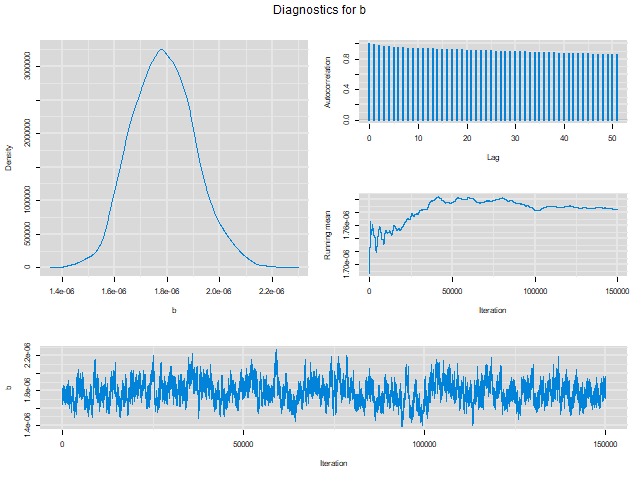 Diagnostics for b
Density
0
500000
2000000
3000000
1.4e-06 1.6e-06 1.8e-06 2.0e-06 2.2e-06
b
Autocorrelation
0.0 0.4 0.8
0 10 20 30 40 50
Lag
Running mean
1.70e-06 1.76e-06
0 50000 100000 150000
Iteration
b
1.4e-06 1.8e-06 2.2e-06
0 50000 100000 150000
Iteration